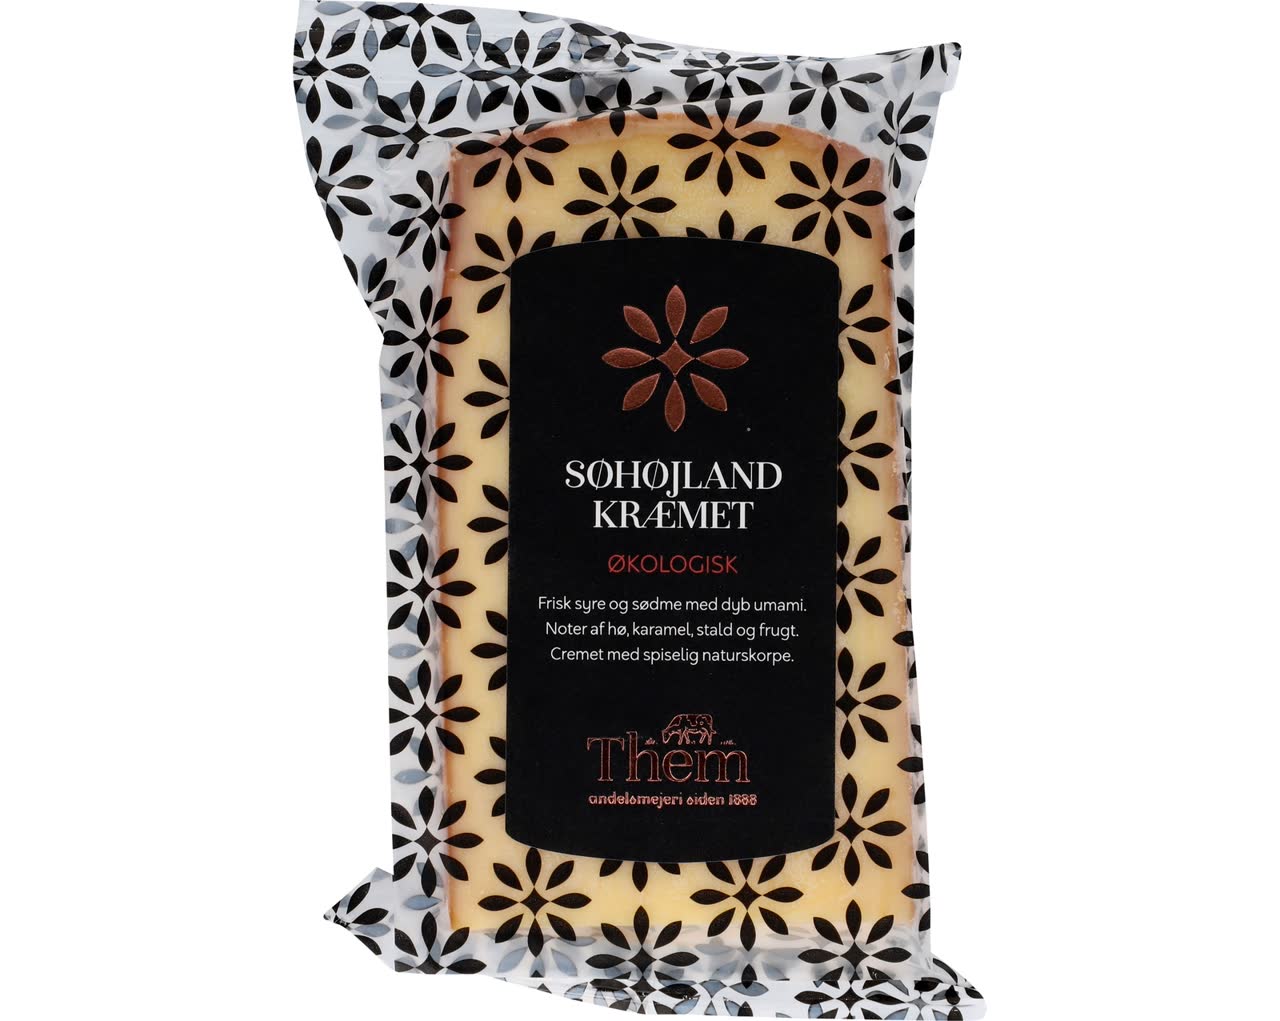 SØHØJLAND
KRÆMET
ØKOLOGISK
Frisk syre og sødme med dyb umami.
Noter af hø, karamel, stald og frugt.
Cremet med spiselig naturskorpe.
Them
andelsmejeri siden 1888